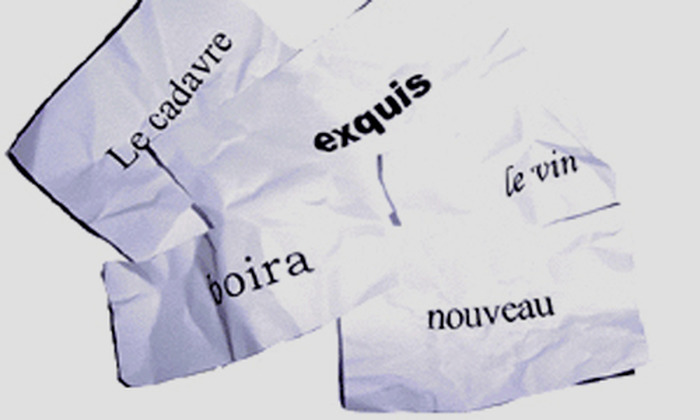 Le cadavre
exquis
boira
le vin
nouveau